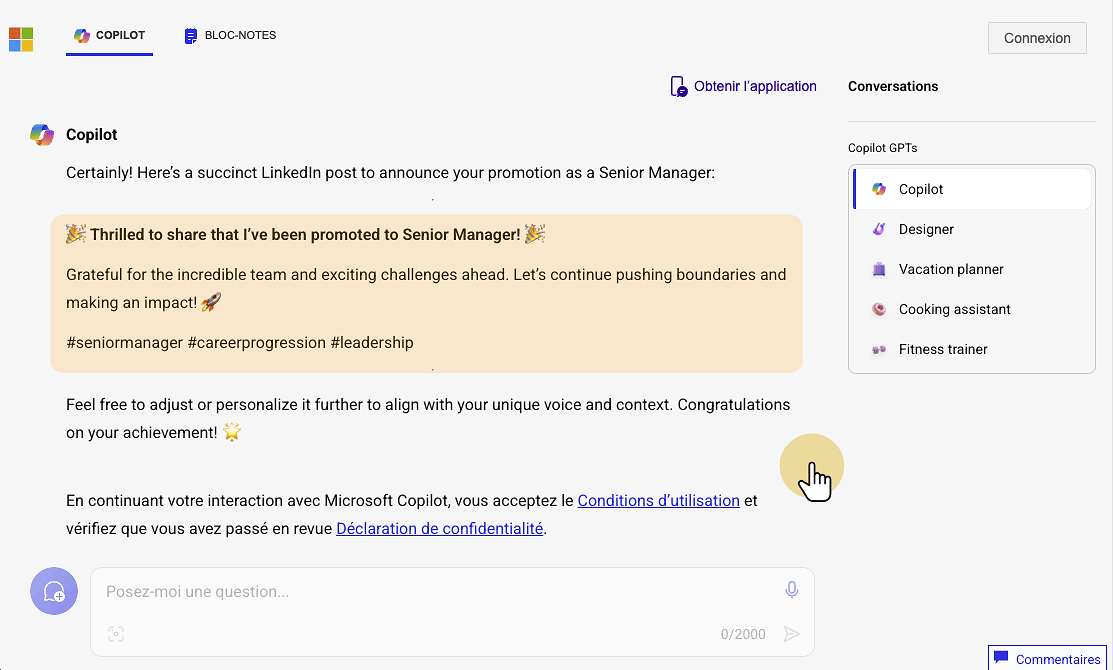 COPILOT
BLOC-NOTES
Connexion
Obtenir l'application
Conversations
Copilot
Certainly! Here's a succinct LinkedIn post to announce your promotion as a Senior Manager:
🎉 Thrilled to share that I've been promoted to Senior Manager! 🎉
Grateful for the incredible team and exciting challenges ahead. Let's continue pushing boundaries and
making an impact! 🚀
#seniormanager #careerprogression #leadership
Feel free to adjust or personalize it further to align with your unique voice and context. Congratulations
on your achievement! 🌟
En continuant votre interaction avec Microsoft Copilot, vous acceptez le Conditions d'utilisation et
vérifiez que vous avez passé en revue Déclaration de confidentialité.
Posez-moi une question...
0/2000
Copilot GPTs
Copilot
Designer
Vacation planner
Cooking assistant
Fitness trainer
Commentaires